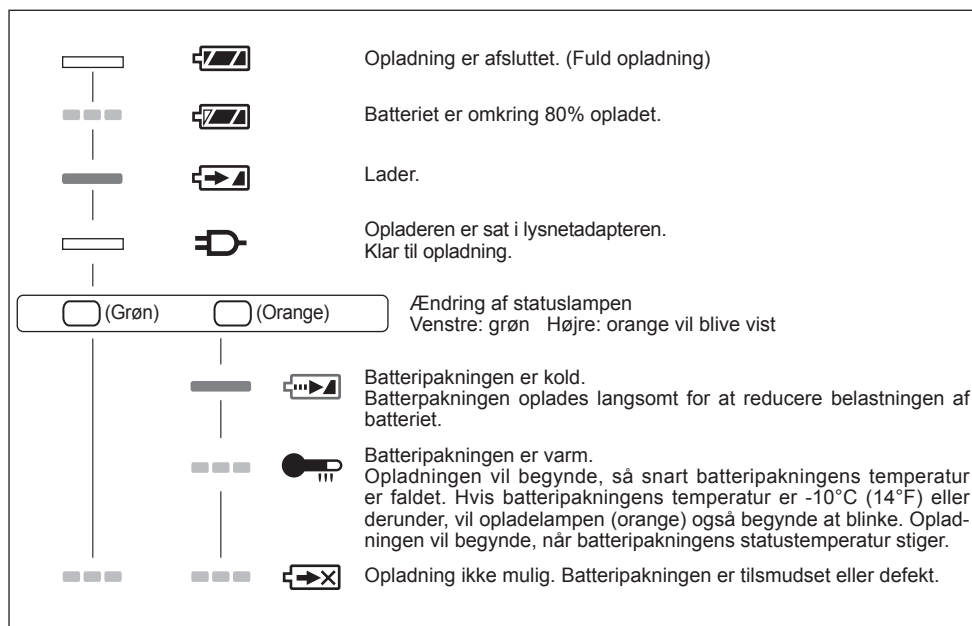 Opladning er afsluttet. (Fuld opladning)
Batteriet er omkring 80% opladet.
Lader.
Opladeren er sat i lysnetadapteren.
Klar til opladning.
(Grøn) (Orange) Ændring af statuslampen
Venstre: grøn Højre: orange vil blive vist
Batteripakningen er kold.
Batterpakningen oplades langsomt for at reducere belastningen af
batteriet.
Batteripakningen er varm.
Opladningen vil begynde, så snart batteripakningens temperatur
er faldet. Hvis batteripakningens temperatur er -10°C (14°F) eller
derunder, vil opladelampen (orange) også begynde at blinke. Oplad-
ningen vil begynde, når batteripakningens statustemperatur stiger.
Opladning ikke mulig. Batteripakningen er tilsmudset eller defekt.